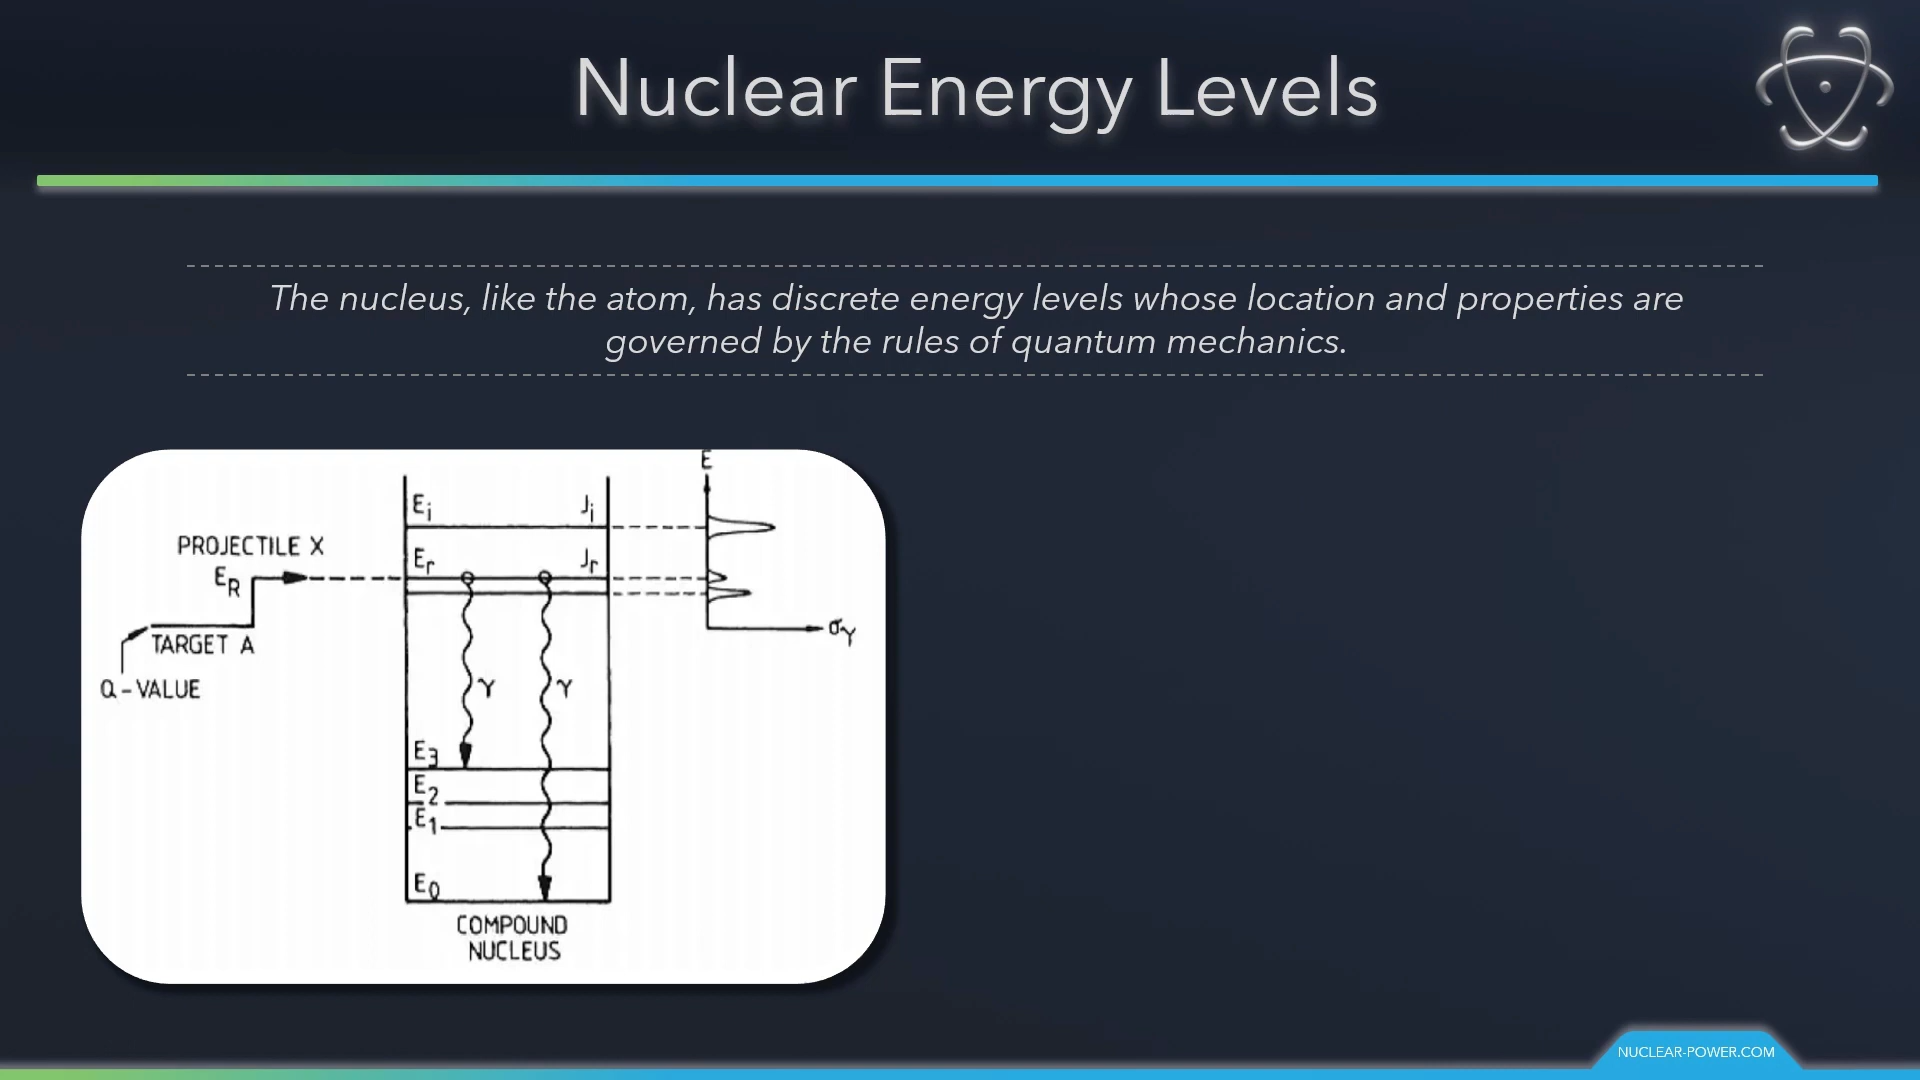 Nuclear Energy Levels
The nucleus, like the atom, has discrete energy levels whose location and properties are
governed by the rules of quantum mechanics.
E
Ei Ji
PROJECTILE X
Er Jr
ER
TARGET A
σγ
Q-VALUE
γ γ
E3
E2
E1
E0
COMPOUND
NUCLEUS
NUCLEAR-POWER.COM